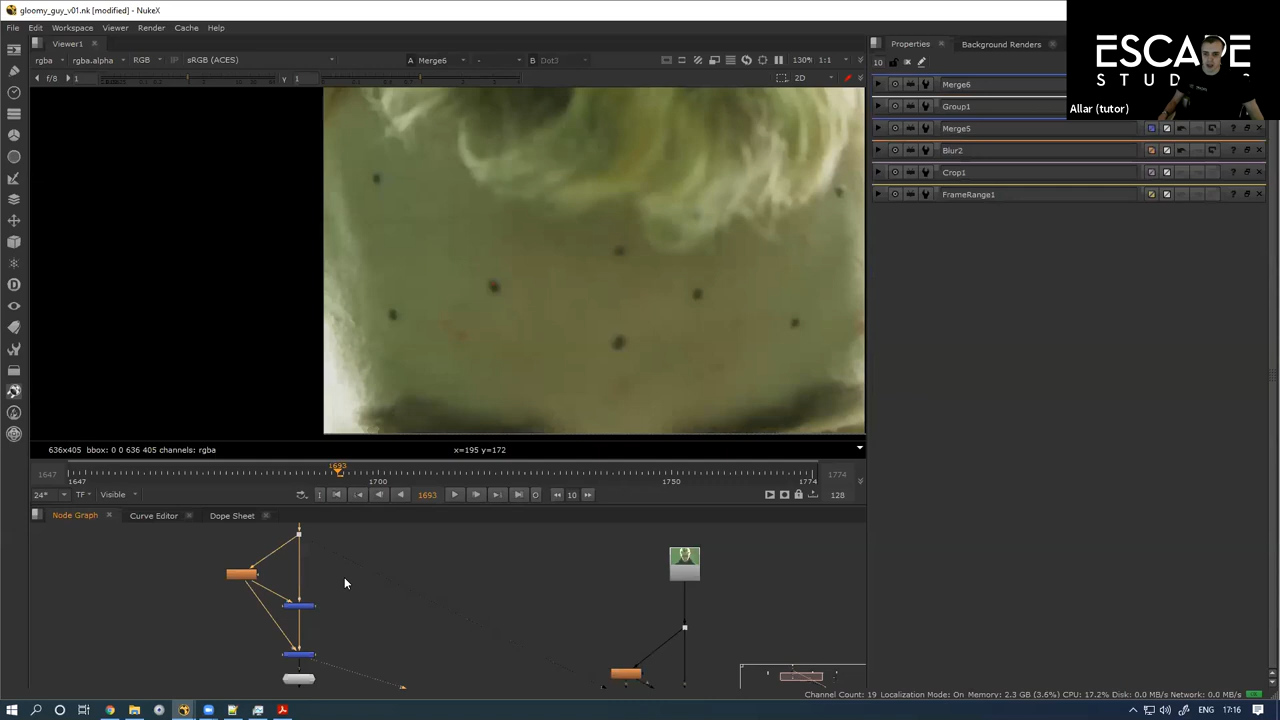 gloomy_guy_v01.nk [modified] - NukeX
File Edit Workspace Viewer Render Cache Help
Viewer1
rgba rgba.alpha RGB sRGB (ACES) A Merge6 - B Dot3 130% 1:1
f/8 1 Y 1 2D
636x405 bbox: 0 0 636 405 channels: rgba x=195 y=172
1647 1647 1693 1700 1750 1774 1774
24* TF Visible I 1693 10 128
Node Graph Curve Editor Dope Sheet
Properties Background Renders
10
Merge6
Group1
Merge5
Blur2
Crop1
FrameRange1
ESCAPE
STUDIOS
Allar (tutor)
Channel Count: 19 Localization Mode: On Memory: 2.3 GB (3.6%) CPU: 17.2% Disk: 0.0 MB/s Network: 0.0 MB/s
ENG 17:16